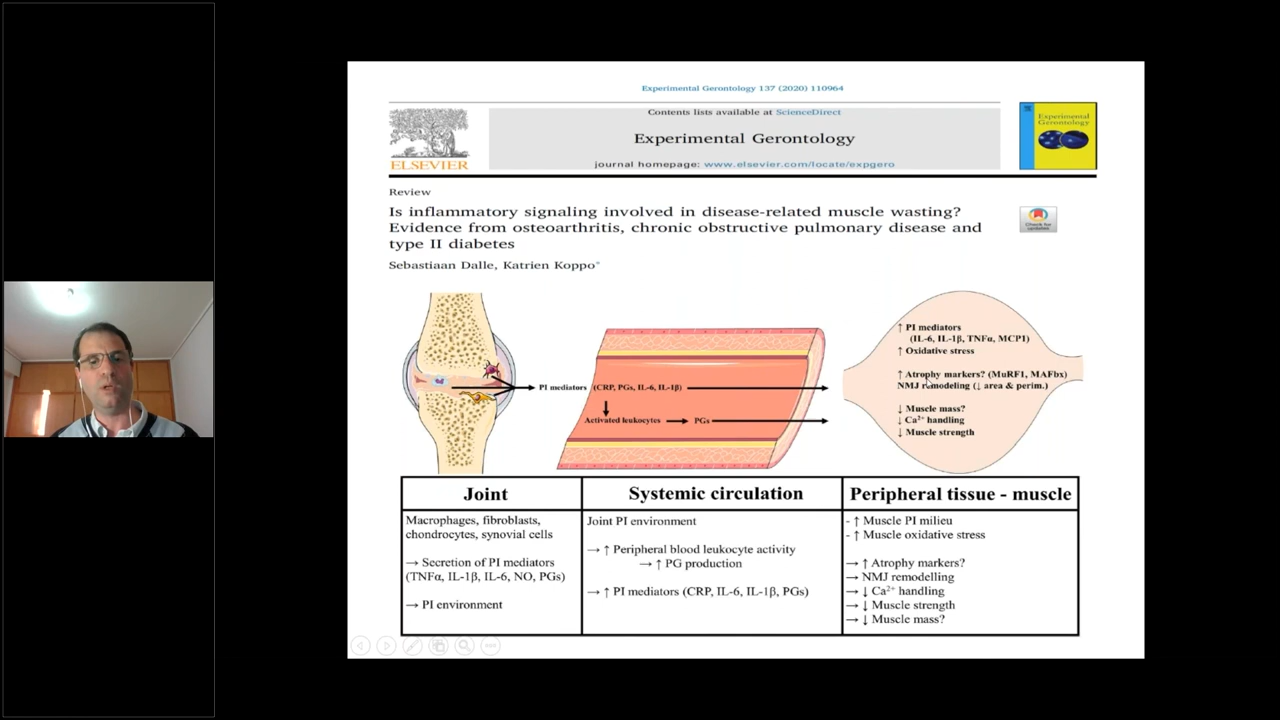 Experimental Gerontology 137 (2020) 110964
Contents lists available at ScienceDirect
Experimental Gerontology
journal homepage: www.elsevier.com/locate/expgero
ELSEVIER
Experimental
Gerontology
Review
Is inflammatory signaling involved in disease-related muscle wasting?
Evidence from osteoarthritis, chronic obstructive pulmonary disease and
type II diabetes
Check for
updates
Sebastiaan Dalle, Katrien Koppo*
PI mediators (CRP, PGs, IL-6, IL-1β)
Activated leukocytes
PGs
↑ PI mediators
(IL-6, IL-1β, TNFα, MCP1)
↑ Oxidative stress
↑ Atrophy markers? (MuRF1, MAFbx)
NMJ remodeling (↓ area & perim.)
↓ Muscle mass?
↓ Ca²⁺ handling
↓ Muscle strength
Joint
Macrophages, fibroblasts,
chondrocytes, synovial cells
→ Secretion of PI mediators
(TNFα, IL-1β, IL-6, NO, PGs)
→ PI environment
Systemic circulation
Joint PI environment
→ ↑ Peripheral blood leukocyte activity
→ ↑ PG production
→ ↑ PI mediators (CRP, IL-6, IL-1β, PGs)
Peripheral tissue - muscle
- ↑ Muscle PI milieu
- ↑ Muscle oxidative stress
→ ↑ Atrophy markers?
→ NMJ remodelling
→ ↓ Ca²⁺ handling
→ ↓ Muscle strength
→ ↓ Muscle mass?